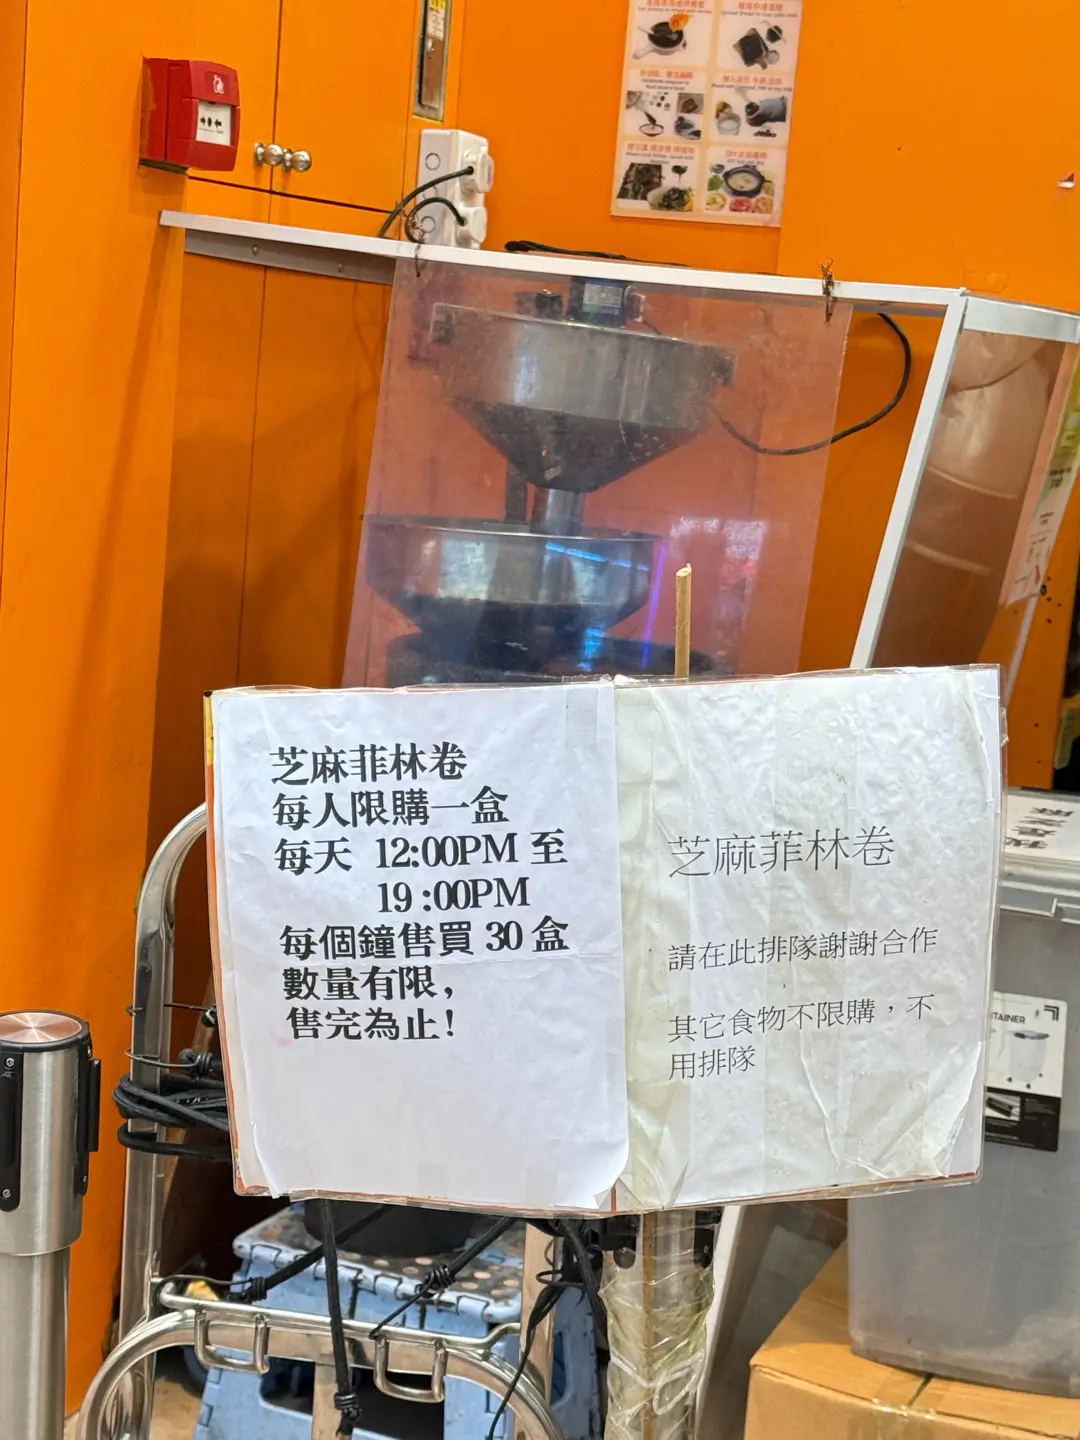 芝麻菲林卷
每人限購一盒
每天 12:00PM 至
19:00PM
每個鐘售買 30 盒
數量有限，
售完為止！
芝麻菲林卷
請在此排隊謝謝合作
其它食物不限購，不
用排隊
TAINER